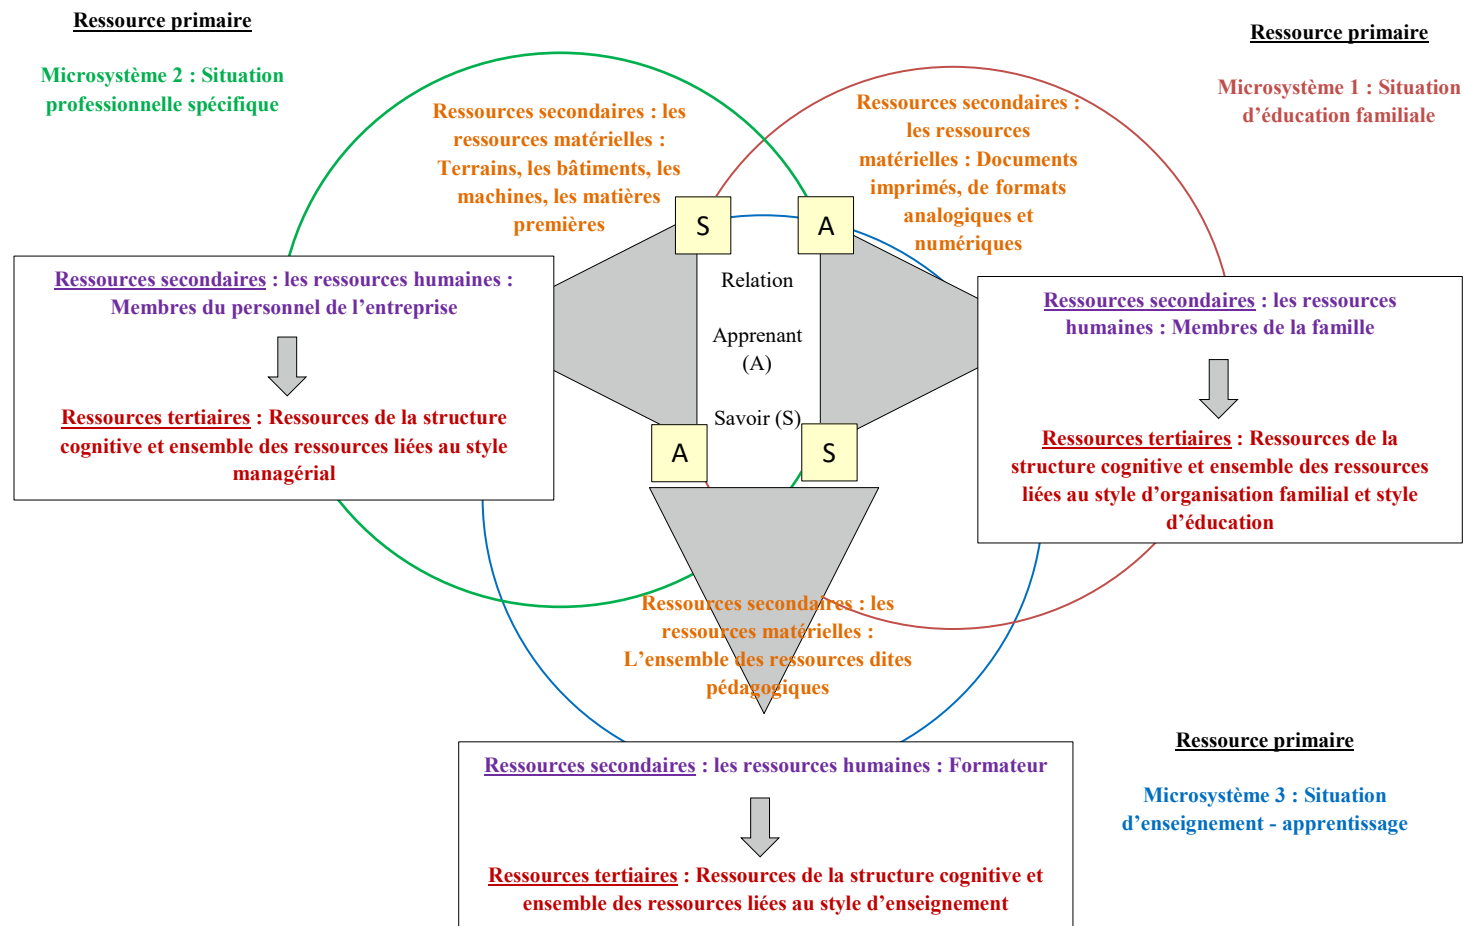 Ressource primaire
Microsystème 2 : Situation
professionnelle spécifique
Ressource primaire
Microsystème 1 : Situation
d’éducation familiale
Ressources secondaires : les
ressources matérielles :
Terrains, les bâtiments, les
machines, les matières
premières
Ressources secondaires :
les ressources
matérielles : Documents
imprimés, de formats
analogiques et
numériques
S
A
Relation
Apprenant
(A)
Savoir (S)
A
S
Ressources secondaires : les ressources humaines :
Membres du personnel de l’entreprise
Ressources tertiaires : Ressources de la structure
cognitive et ensemble des ressources liées au style
managérial
Ressources secondaires : les ressources
humaines : Membres de la famille
Ressources tertiaires : Ressources de la
structure cognitive et ensemble des ressources
liées au style d’organisation familial et style
d’éducation
Ressources secondaires : les
ressources matérielles :
L’ensemble des ressources dites
pédagogiques
Ressources secondaires : les ressources humaines : Formateur
Ressources tertiaires : Ressources de la structure cognitive et
ensemble des ressources liées au style d’enseignement
Ressource primaire
Microsystème 3 : Situation
d’enseignement - apprentissage